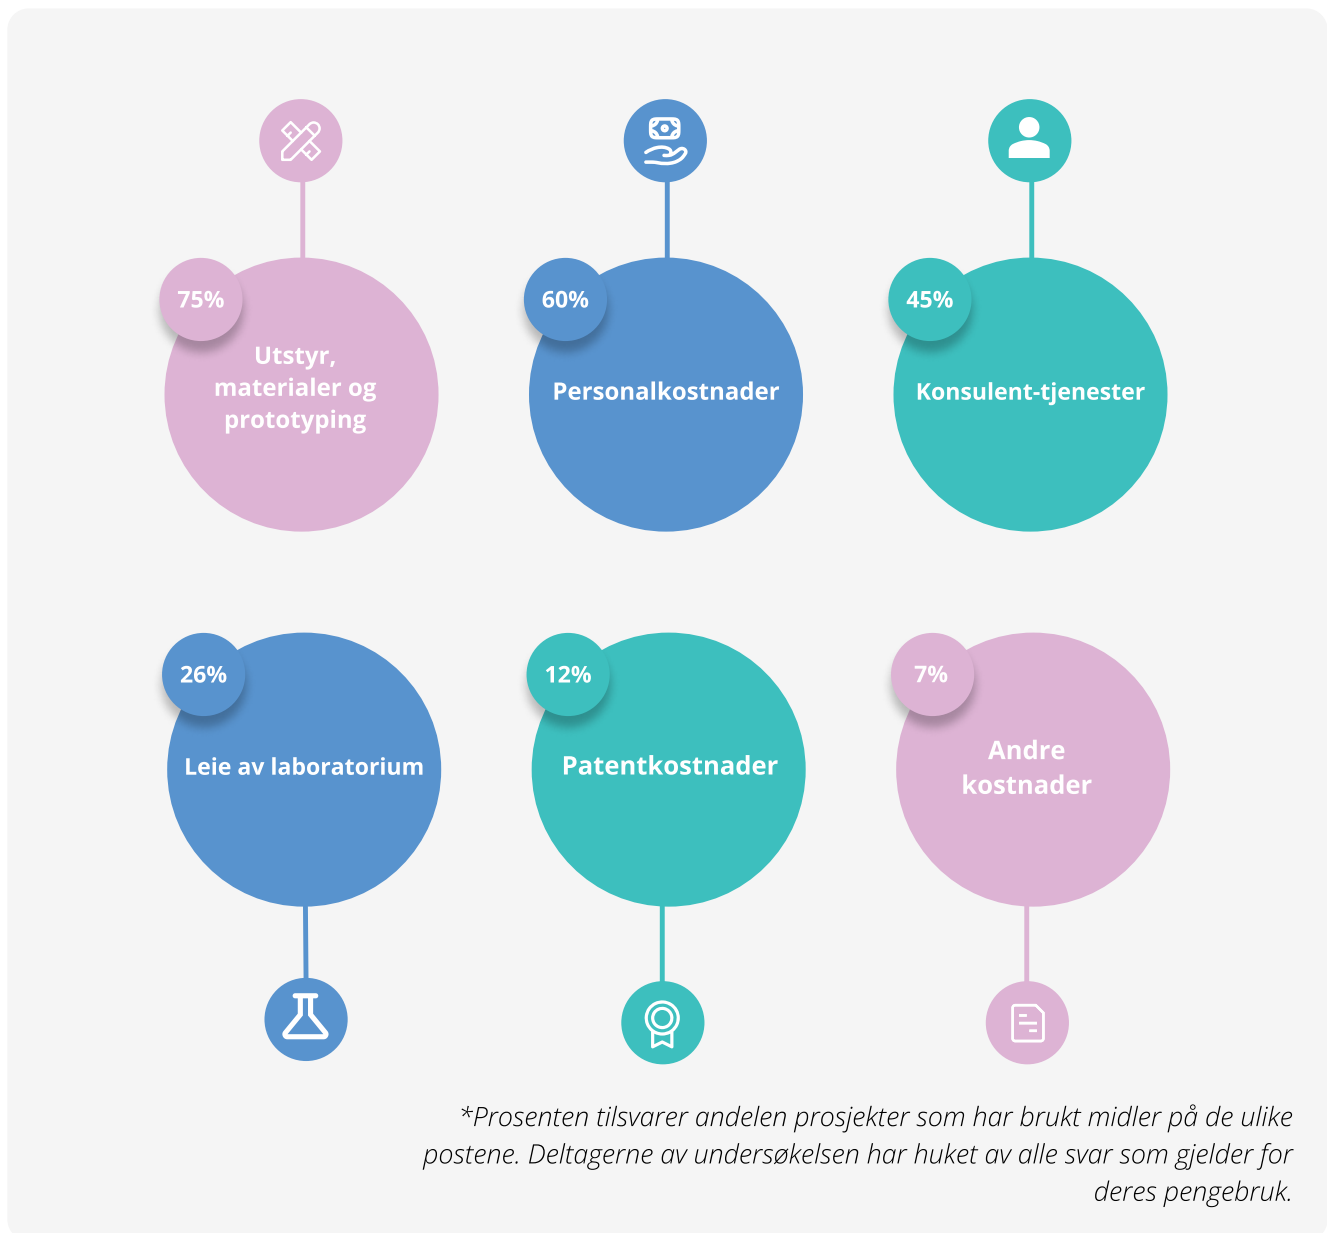 75%
Utstyr,
materialer og
prototyping
60%
Personalkostnader
45%
Konsulent-tjenester
26%
Leie av laboratorium
12%
Patentkostnader
7%
Andre
kostnader
*Prosenten tilsvarer andelen prosjekter som har brukt midler på de ulike
postene. Deltagerne av undersøkelsen har huket av alle svar som gjelder for
deres pengebruk.